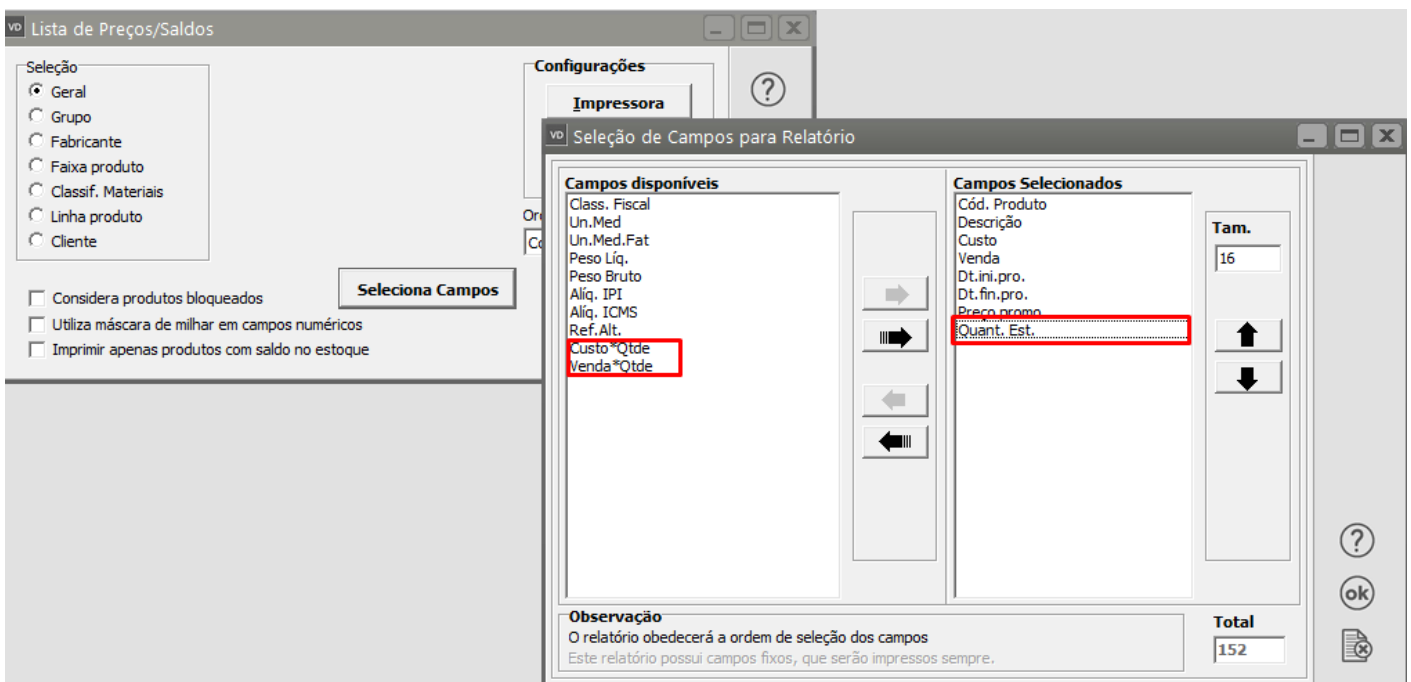 VD Lista de Preços/Saldos
Seleção
Geral
Grupo
Fabricante
Faixa produto
Classif. Materiais
Linha produto
Cliente
Configurações
Impressora
Seleciona Campos
Considera produtos bloqueados
Utiliza máscara de milhar em campos numéricos
Imprimir apenas produtos com saldo no estoque
VD Seleção de Campos para Relatório
Campos disponíveis
Class. Fiscal
Un.Med
Un.Med.Fat
Peso Líq.
Peso Bruto
Alíq. IPI
Alíq. ICMS
Ref.Alt.
Custo*Qtde
Venda*Qtde
Campos Selecionados
Cód. Produto
Descrição
Custo
Venda
Dt.ini.pro.
Dt.fin.pro.
Preço promo
Quant. Est.
Tam.
16
Observação
O relatório obedecerá a ordem de seleção dos campos
Este relatório possui campos fixos, que serão impressos sempre.
Total
152
?
?
ok